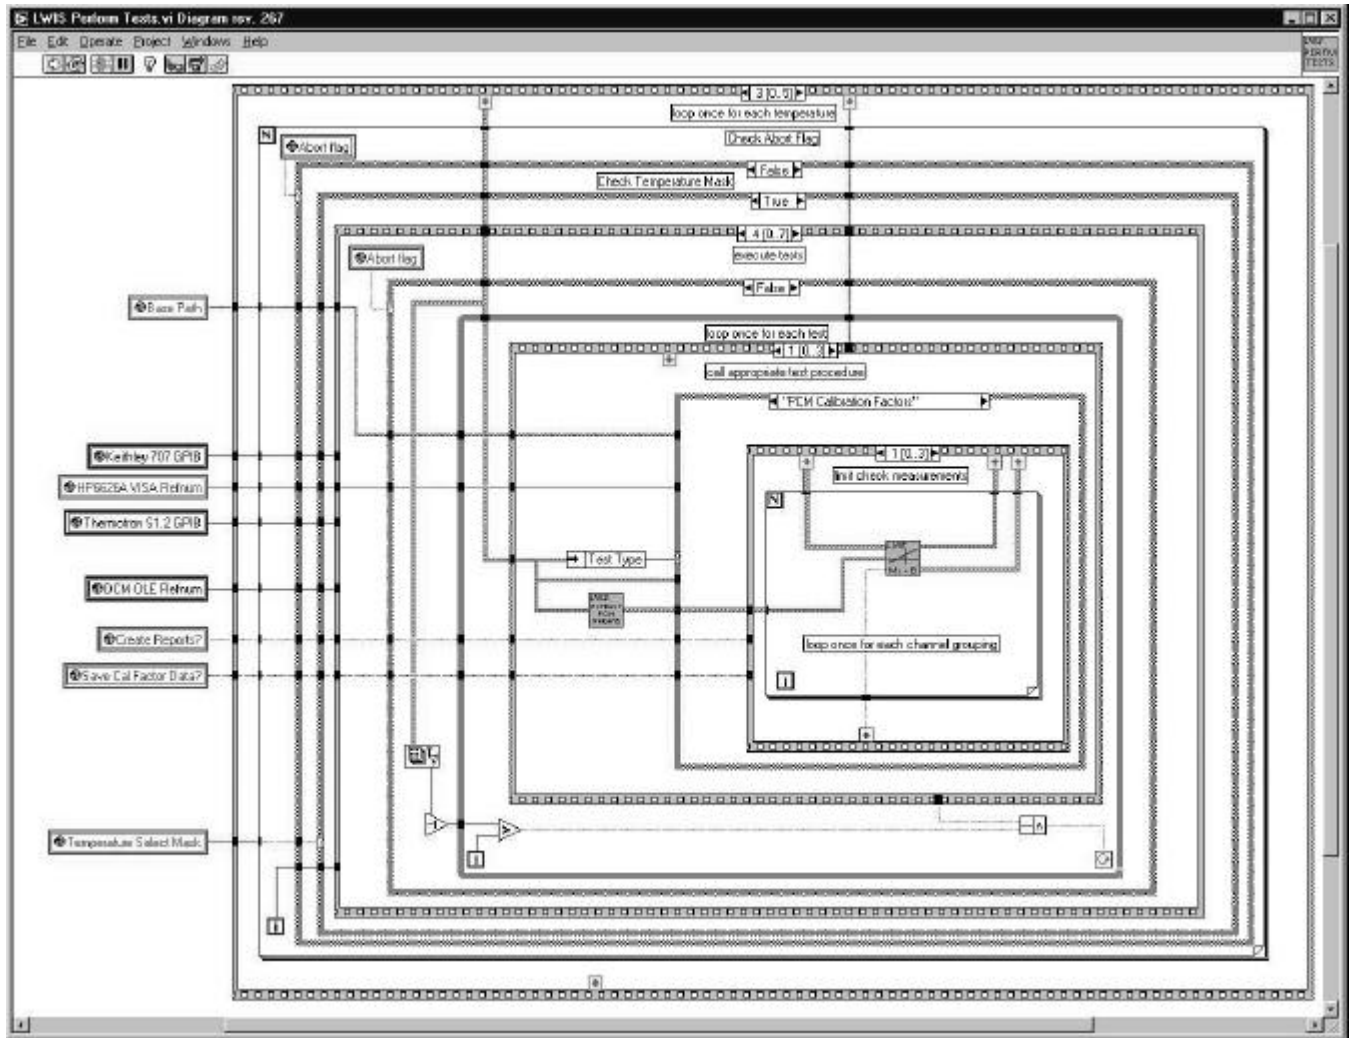 LWIS Perform Tests.vi Diagram rev. 267
File Edit Operate Project Windows Help
TESTS
3 [0..5]
loop once for each temperature
Check Abort Flag
N
Abort flag
False
Check Temperature Mask
True
4 [0..7]
execute tests
Abort flag
False
Base Path
loop once for each test
1 [0..3]
call appropriate test procedure
"PCM Calibration Factors"
1 [0..3]
limit check measurements
Keithley 707 GPIB
HP6626A VISA Refnum
N
Thermotron S1.2 GPIB
Test Type
DCM OLE Refnum
Create Reports?
loop once for each channel grouping
Save Cal Factor Data?
i
Temperature Select Mask
i
i